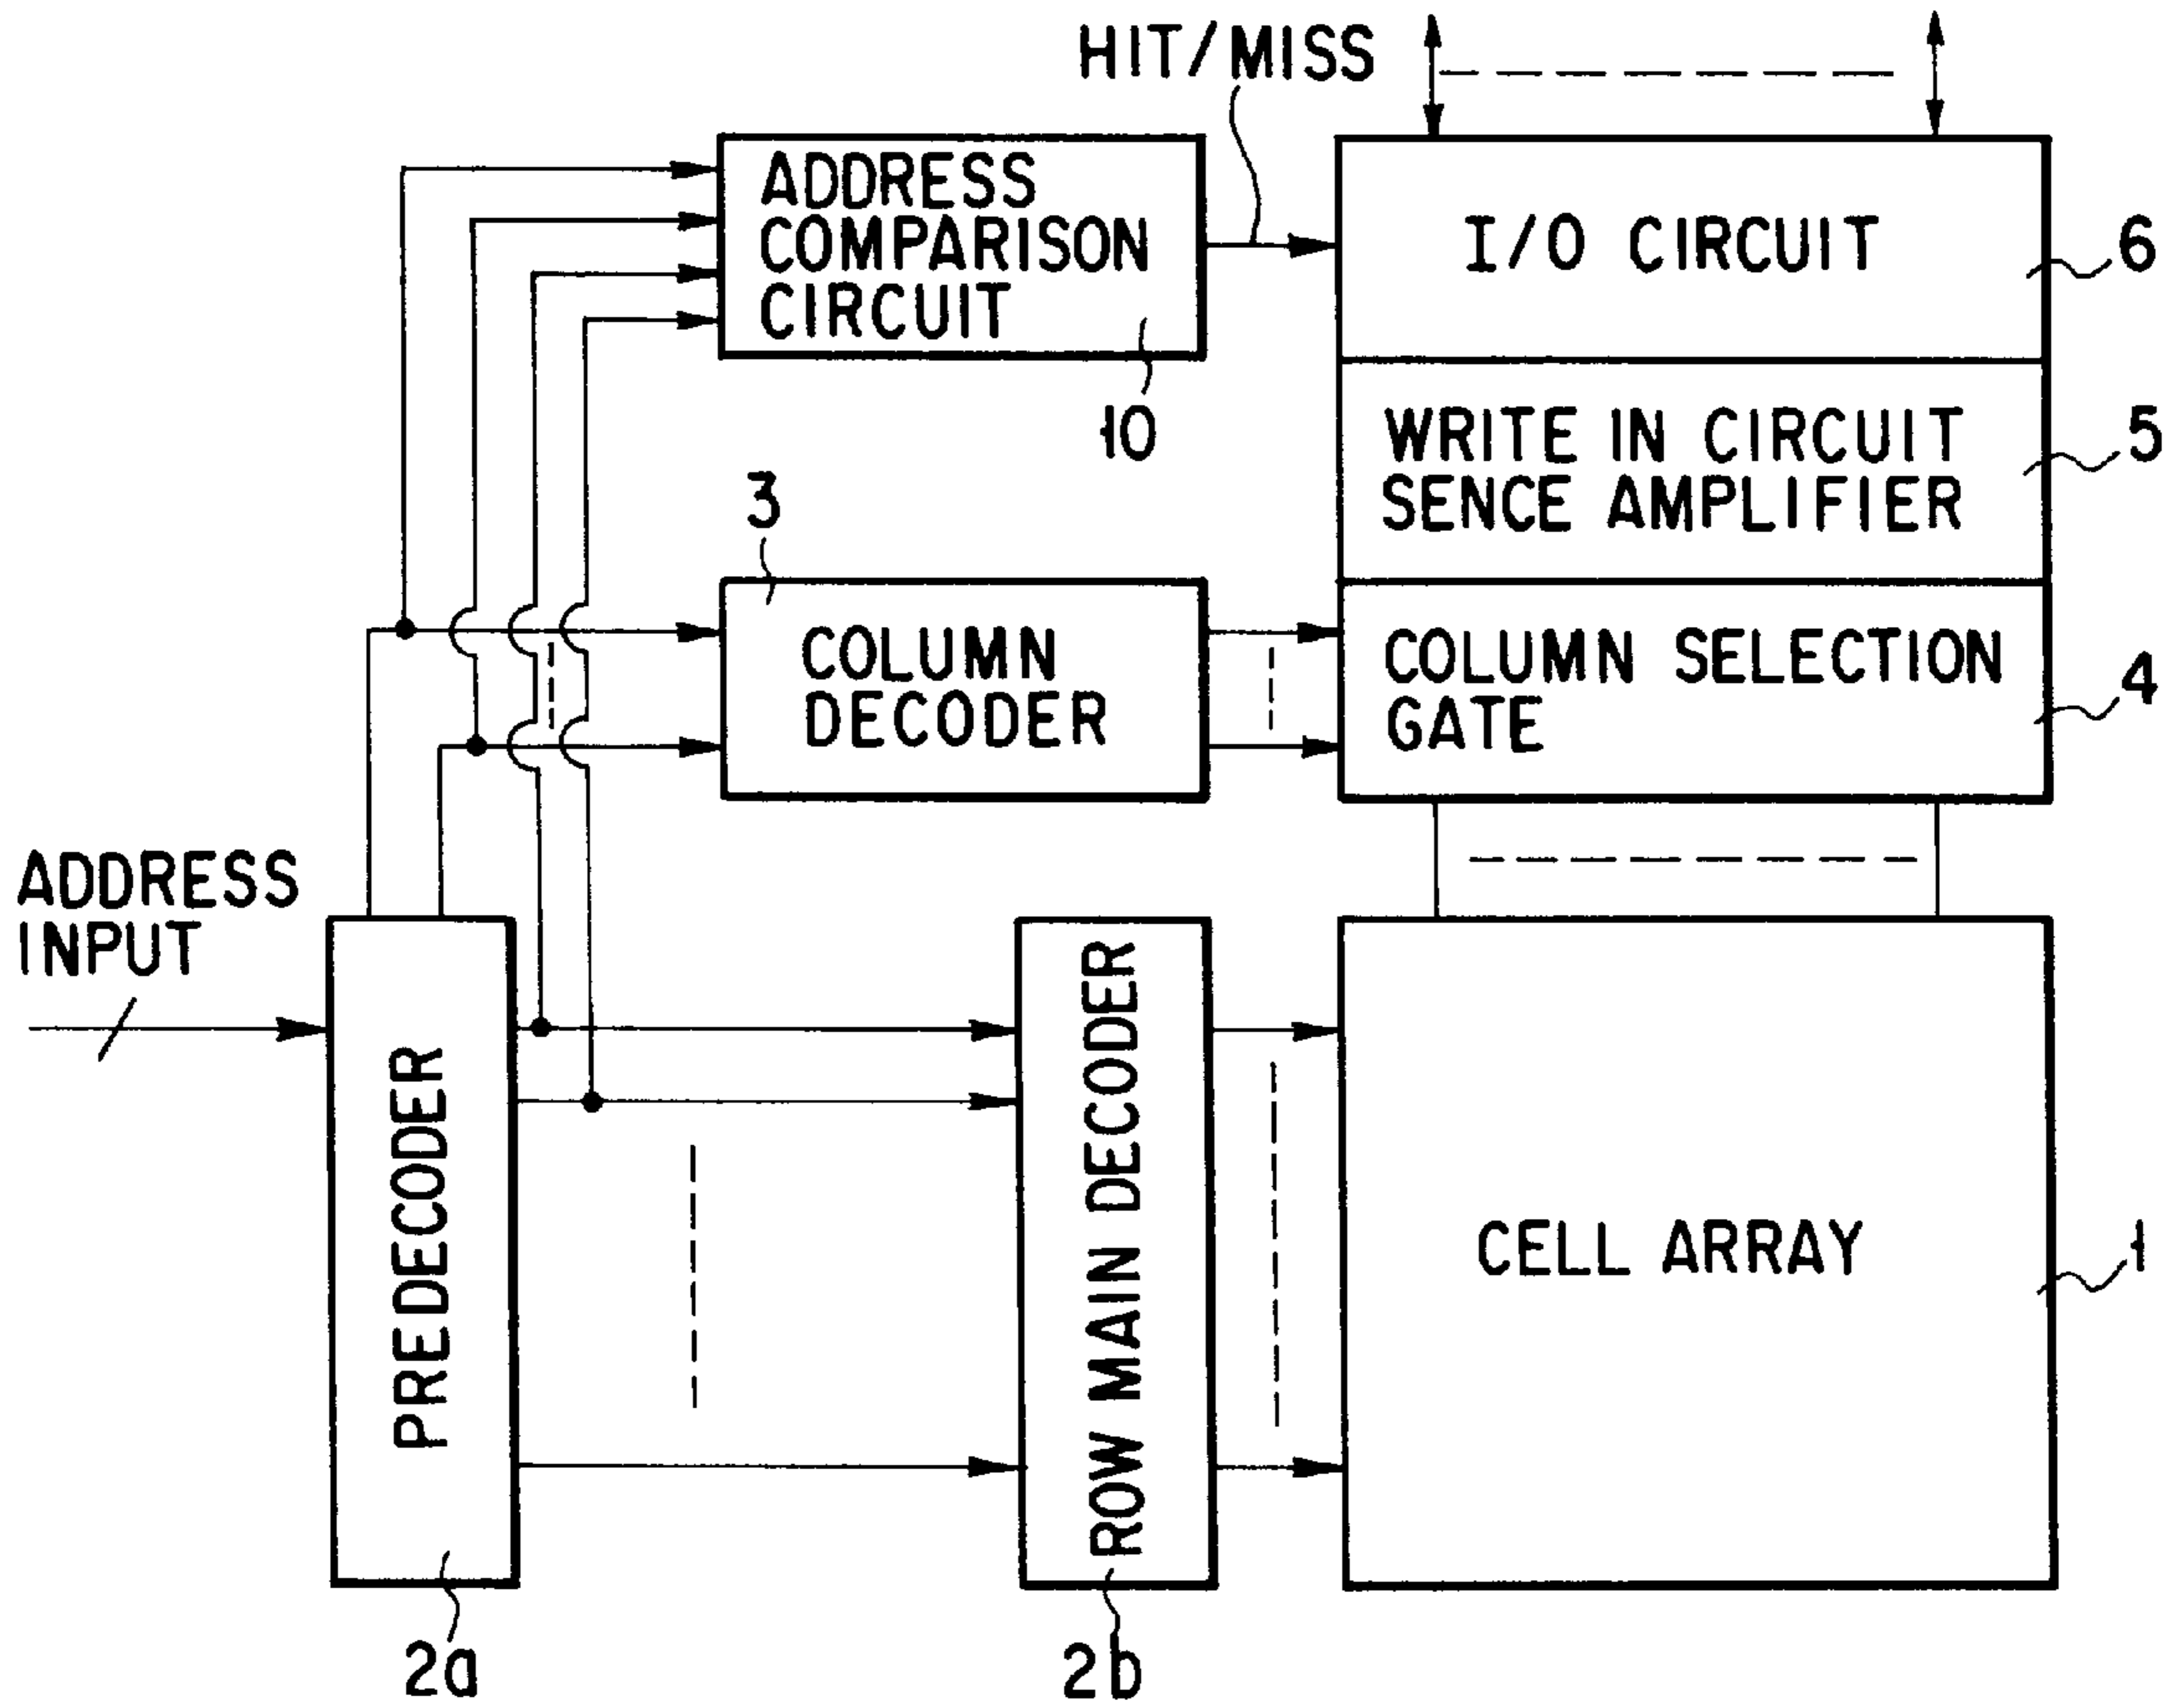 HIT/MISS
ADDRESS
COMPARISON
CIRCUIT
10
I/O CIRCUIT
6
WRITE IN CIRCUIT
SENCE AMPLIFIER
5
3
COLUMN
DECODER
COLUMN SELECTION
GATE
4
ADDRESS
INPUT
PREDECODER
2a
ROW MAIN DECODER
2b
CELL ARRAY
1